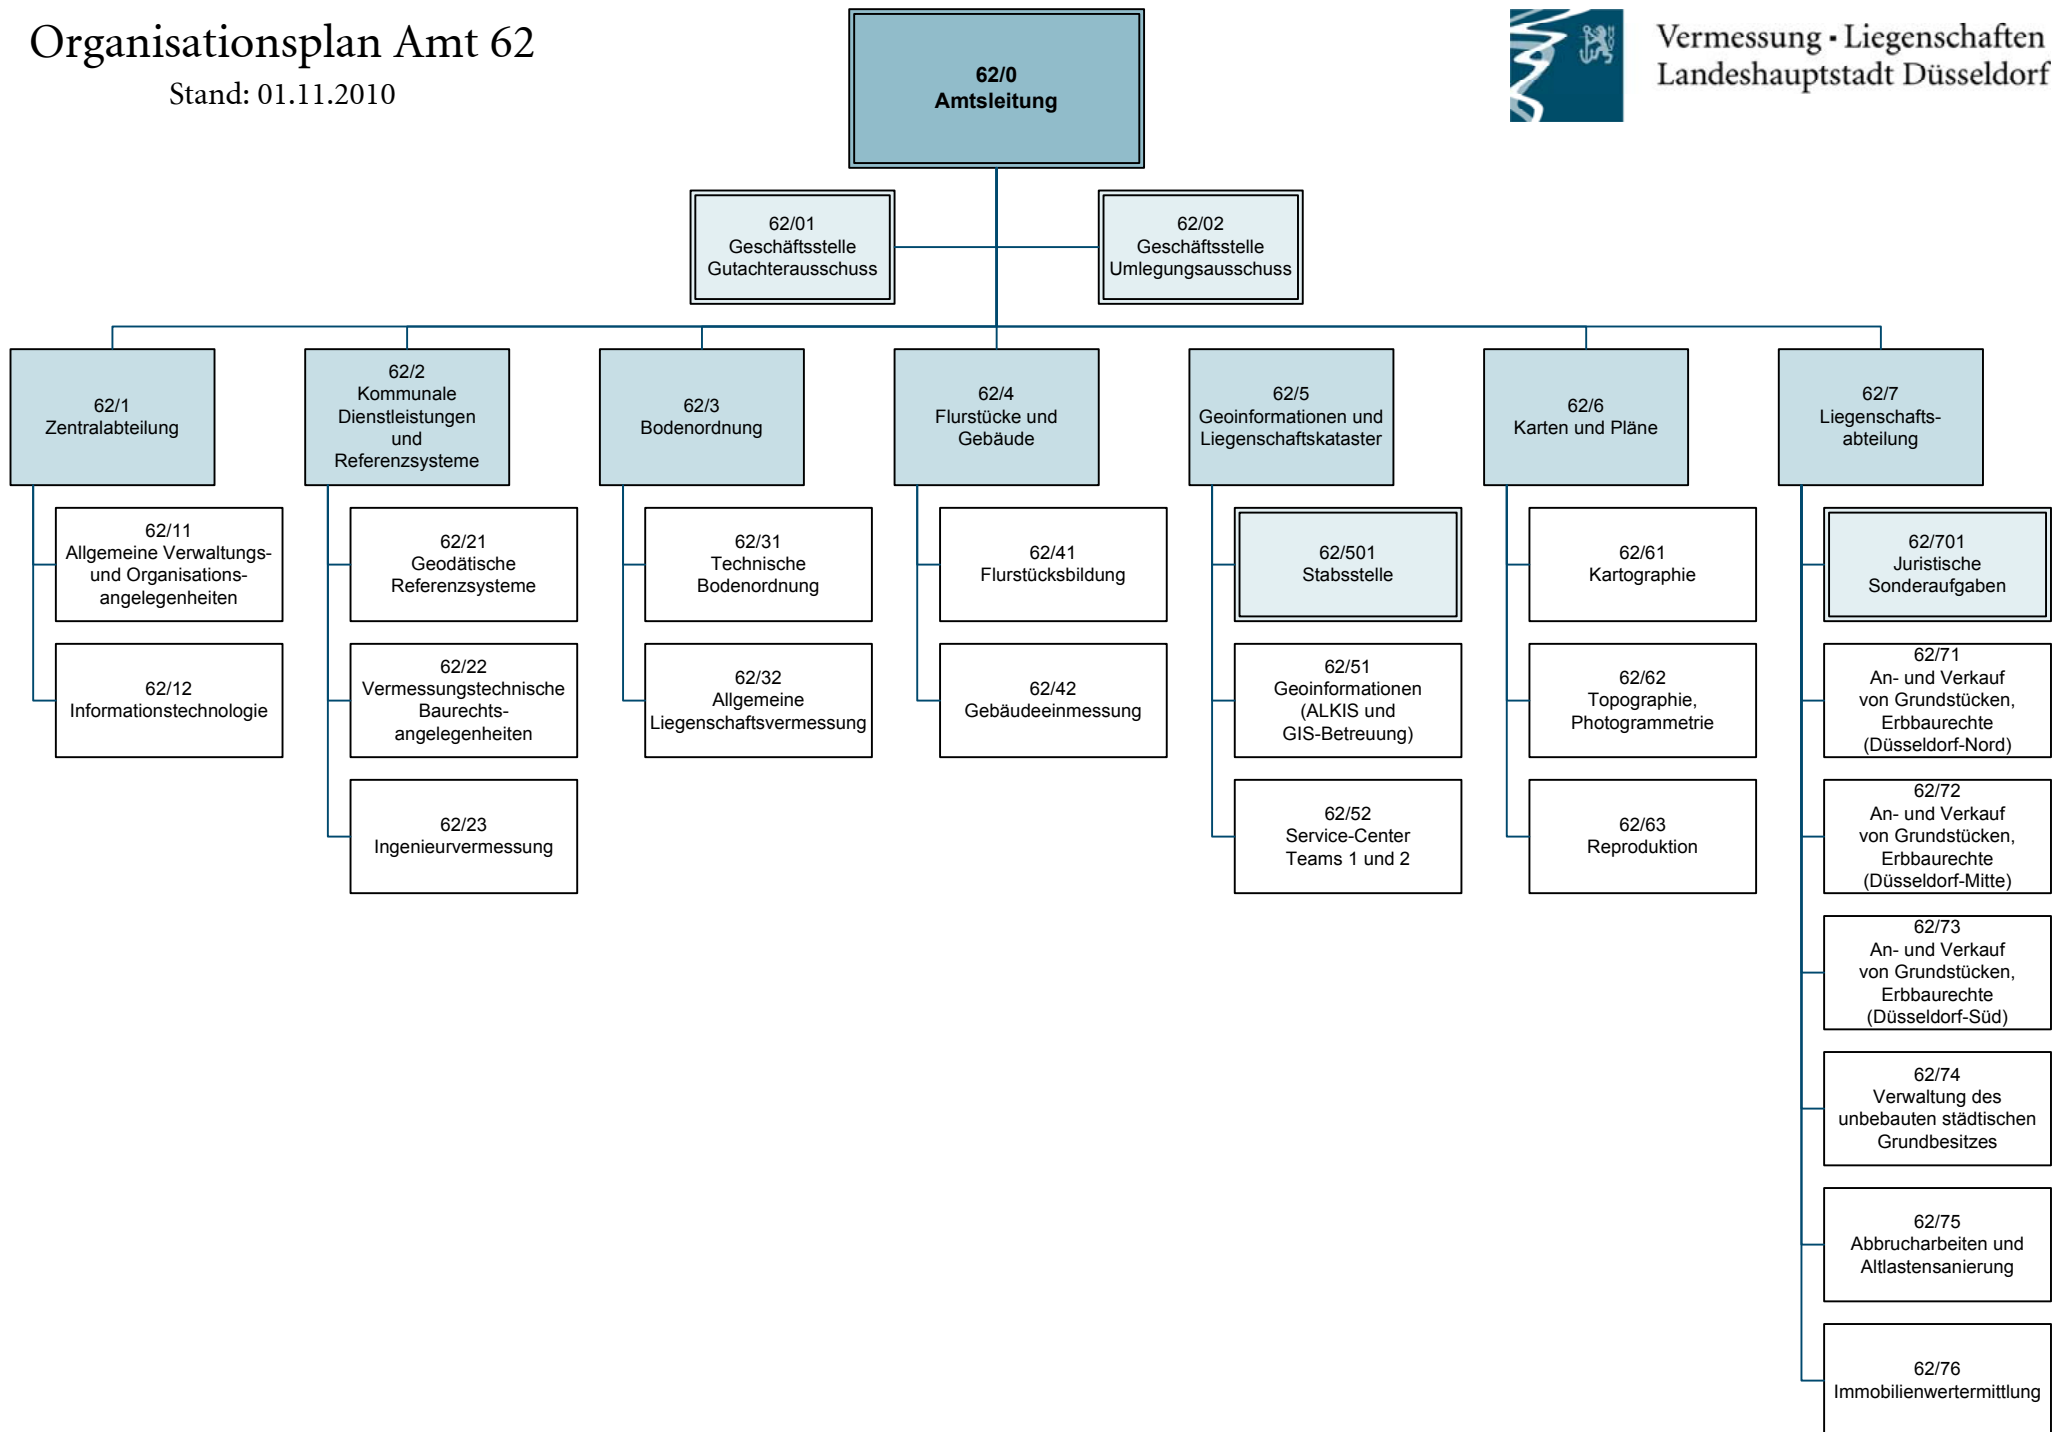 Organisationsplan Amt 62
Stand: 01.11.2010
62/0
Amtsleitung
Vermessung ▪ Liegenschaften
Landeshauptstadt Düsseldorf
62/01
Geschäftsstelle
Gutachterausschuss
62/02
Geschäftsstelle
Umlegungsausschuss
62/1
Zentralabteilung
62/2
Kommunale
Dienstleistungen
und
Referenzsysteme
62/3
Bodenordnung
62/4
Flurstücke und
Gebäude
62/5
Geoinformationen und
Liegenschaftskataster
62/6
Karten und Pläne
62/7
Liegenschafts-
abteilung
62/11
Allgemeine Verwaltungs-
und Organisations-
angelegenheiten
62/21
Geodätische
Referenzsysteme
62/31
Technische
Bodenordnung
62/41
Flurstücksbildung
62/501
Stabsstelle
62/61
Kartographie
62/701
Juristische
Sonderaufgaben
62/12
Informationstechnologie
62/22
Vermessungstechnische
Baurechts-
angelegenheiten
62/32
Allgemeine
Liegenschaftsvermessung
62/42
Gebäudeeinmessung
62/51
Geoinformationen
(ALKIS und
GIS-Betreuung)
62/62
Topographie,
Photogrammetrie
62/71
An- und Verkauf
von Grundstücken,
Erbbaurechte
(Düsseldorf-Nord)
62/23
Ingenieurvermessung
62/52
Service-Center
Teams 1 und 2
62/63
Reproduktion
62/72
An- und Verkauf
von Grundstücken,
Erbbaurechte
(Düsseldorf-Mitte)
62/73
An- und Verkauf
von Grundstücken,
Erbbaurechte
(Düsseldorf-Süd)
62/74
Verwaltung des
unbebauten städtischen
Grundbesitzes
62/75
Abbrucharbeiten und
Altlastensanierung
62/76
Immobilienwertermittlung